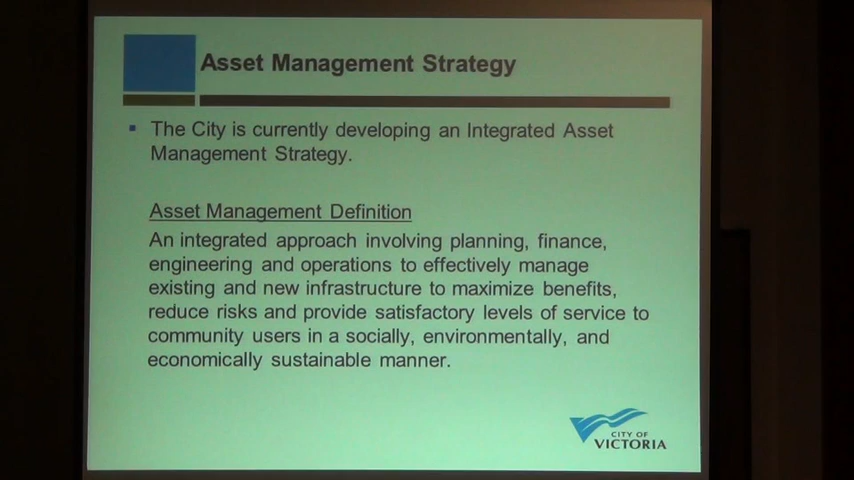 Asset Management Strategy
▪ The City is currently developing an Integrated Asset
Management Strategy.
Asset Management Definition
An integrated approach involving planning, finance,
engineering and operations to effectively manage
existing and new infrastructure to maximize benefits,
reduce risks and provide satisfactory levels of service to
community users in a socially, environmentally, and
economically sustainable manner.
CITY OF
VICTORIA